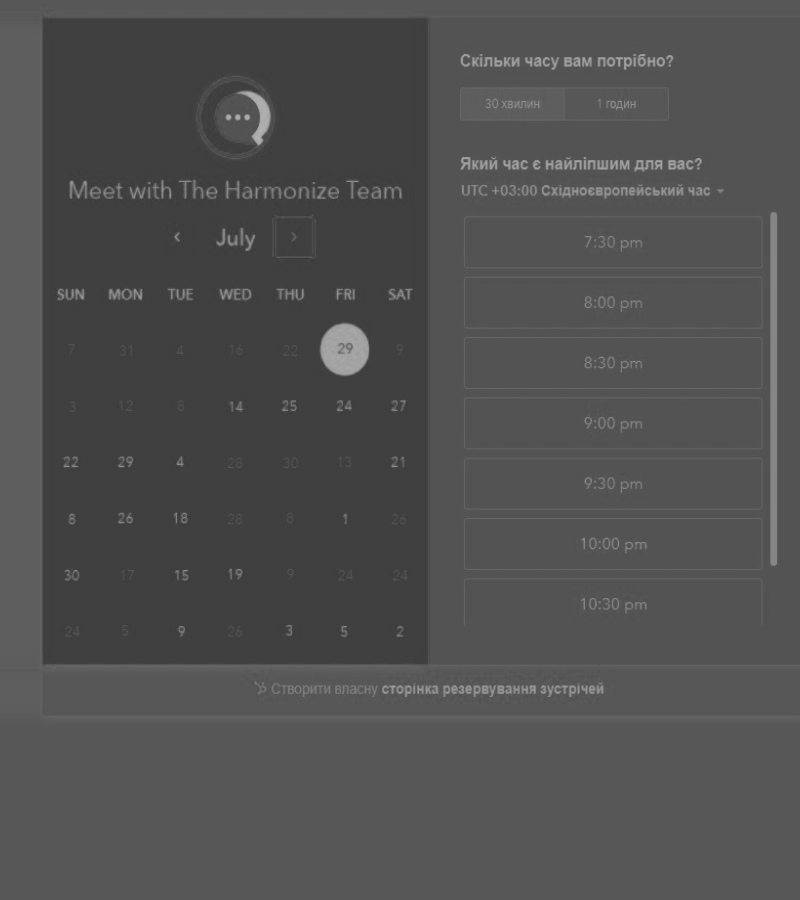 Meet with The Harmonize Team
July
SUN MON TUE WED THU FRI SAT
7 31 4 16 22 29 9
3 12 8 14 25 24 27
22 29 4 28 30 13 21
8 26 18 28 8 1 26
30 17 15 19 9 24 24
24 5 9 26 3 5 2
Скільки часу вам потрібно?
30 хвилин 1 годин
Який час є найліпшим для вас?
UTC +03:00 Східноєвропейський час
7:30 pm
8:00 pm
8:30 pm
9:00 pm
9:30 pm
10:00 pm
10:30 pm
Створити власну сторінка резервування зустрічей